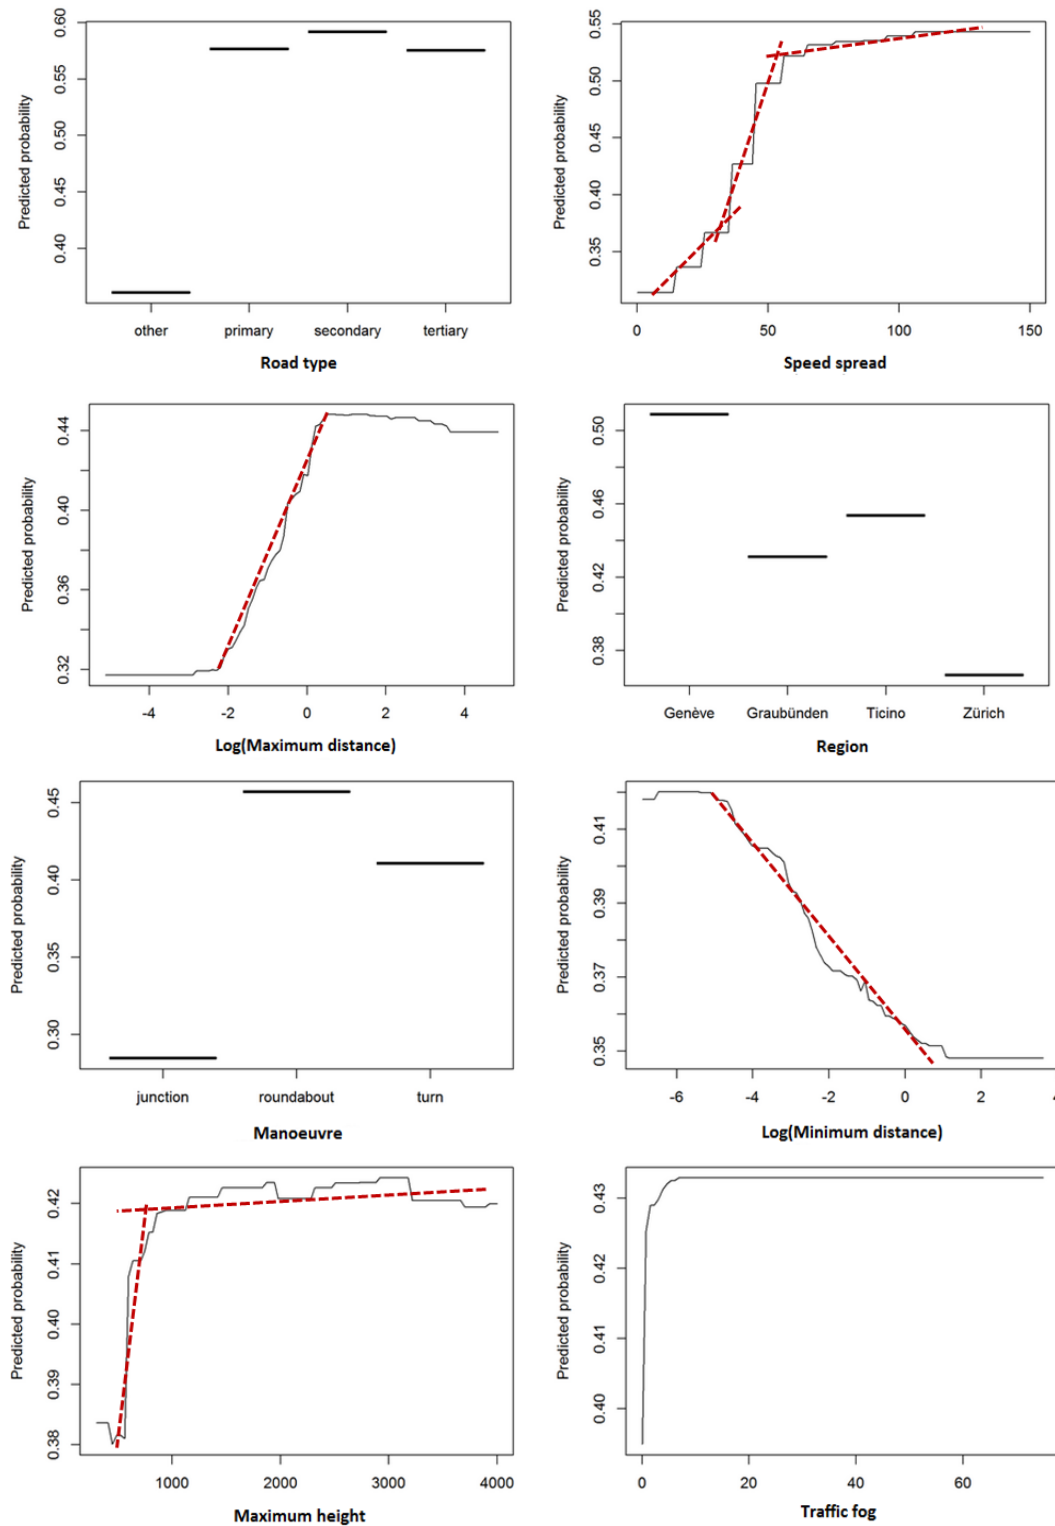 Predicted probability
0.60
0.55
0.50
0.45
0.40
other primary secondary tertiary
Road type
Predicted probability
0.55
0.50
0.45
0.40
0.35
0 50 100 150
Speed spread
Predicted probability
0.44
0.40
0.36
0.32
-4 -2 0 2 4
Log(Maximum distance)
Predicted probability
0.50
0.46
0.42
0.38
Genève Graubünden Ticino Zürich
Region
Predicted probability
0.45
0.40
0.35
0.30
junction roundabout turn
Manoeuvre
Predicted probability
0.41
0.39
0.37
0.35
-6 -4 -2 0 2
Log(Minimum distance)
Predicted probability
0.42
0.41
0.40
0.39
0.38
1000 2000 3000 4000
Maximum height
Predicted probability
0.43
0.42
0.41
0.40
0 20 40 60
Traffic fog